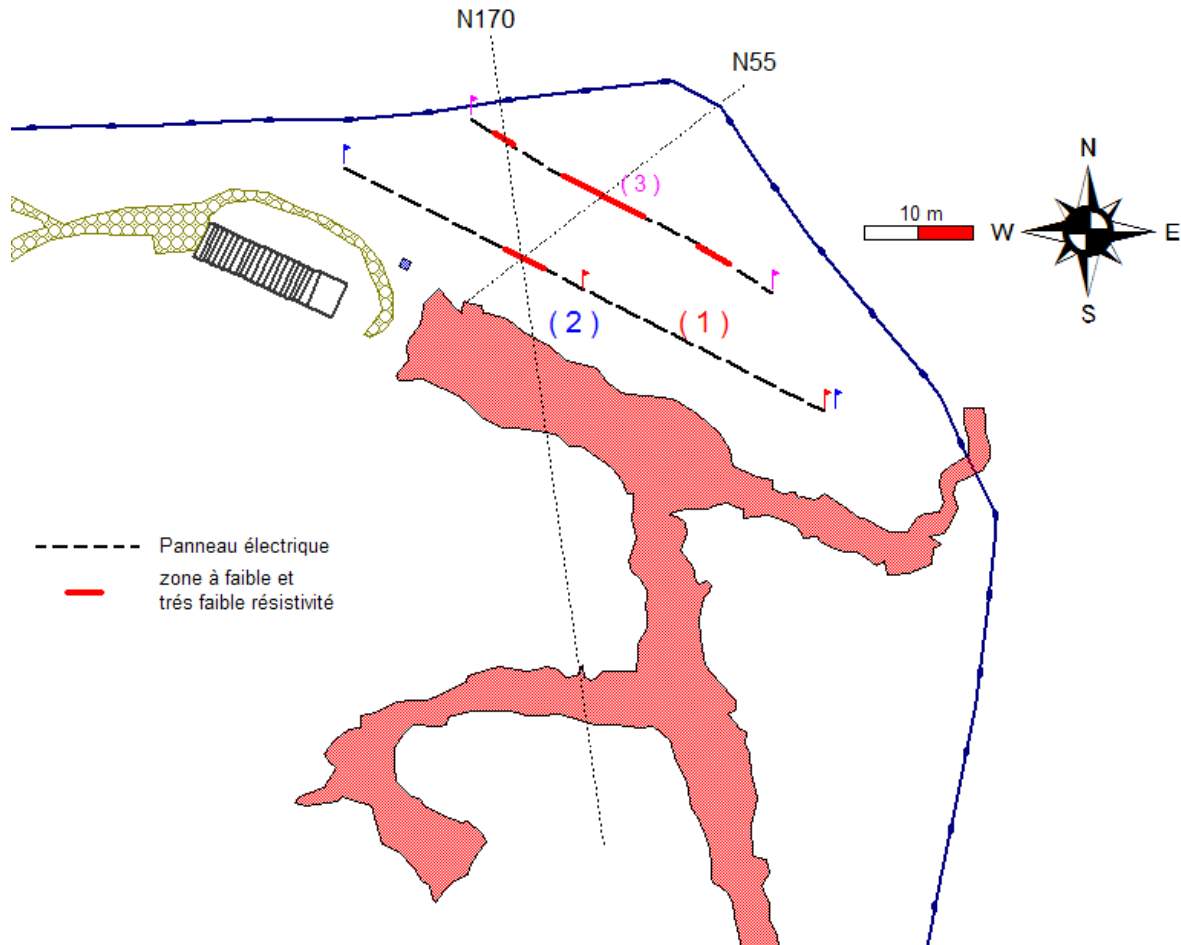 N170
N55
N
10 m
W
E
S
( 3 )
( 2 )
( 1 )
Panneau électrique
zone à faible et
trés faible résistivité